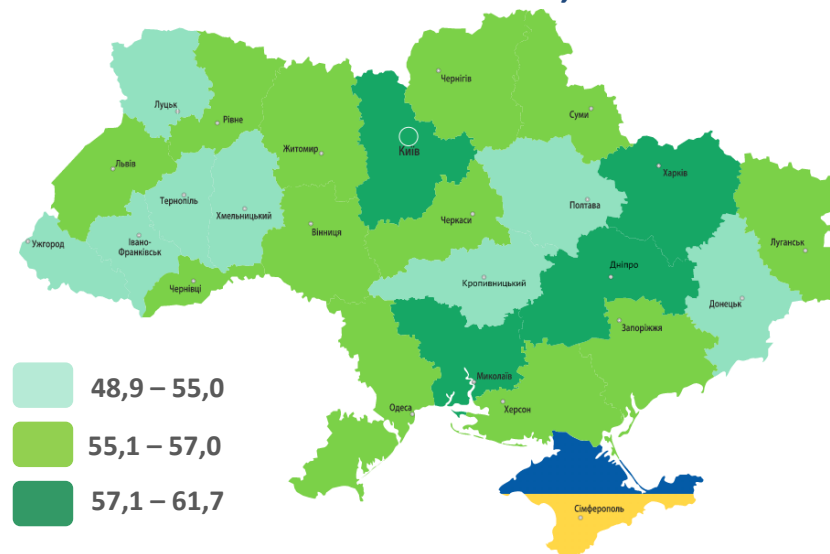 Чернігів
Луцьк
Рівне
Суми
Житомир
Київ
Львів
Харків
Тернопіль
Хмельницький
Полтава
Черкаси
Ужгород
Івано-
Франківськ
Вінниця
Луганськ
Дніпро
Чернівці
Кропивницький
Донецьк
Запоріжжя
Миколаїв
Одеса
Херсон
Сімферополь
48,9 – 55,0
55,1 – 57,0
57,1 – 61,7